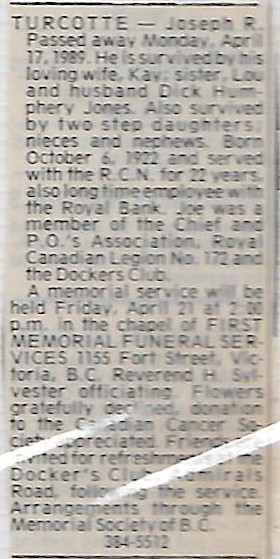 TURCOTTE — Joseph R.
Passed away Monday, April
17, 1989. He is survived by his
loving wife, Kay; sister, Lou
and husband Dick Hum-
phery Jones. Also survived
by two step daughters;
nieces and nephews. Born
October 6, 1922 and served
with the R.C.N. for 22 years,
also long time employee with
the Royal Bank. Joe was a
member of the Chief and
P.O.'s Association, Royal
Canadian Legion No. 172 and
the Dockers Club.
A memorial service will be
held Friday, April 21 at 2:00
p.m. in the chapel of FIRST
MEMORIAL FUNERAL SER-
VICES 1155 Fort Street, Vic-
toria, B.C. Reverend H. Syl-
vester officiating. Flowers
gratefully declined, donation
to the Canadian Cancer So-
ciety appreciated. Friends
invited for refreshments
Docker's Club, Admirals
Road, following the service.
Arrangements through the
Memorial Society of B.C.
384-5512